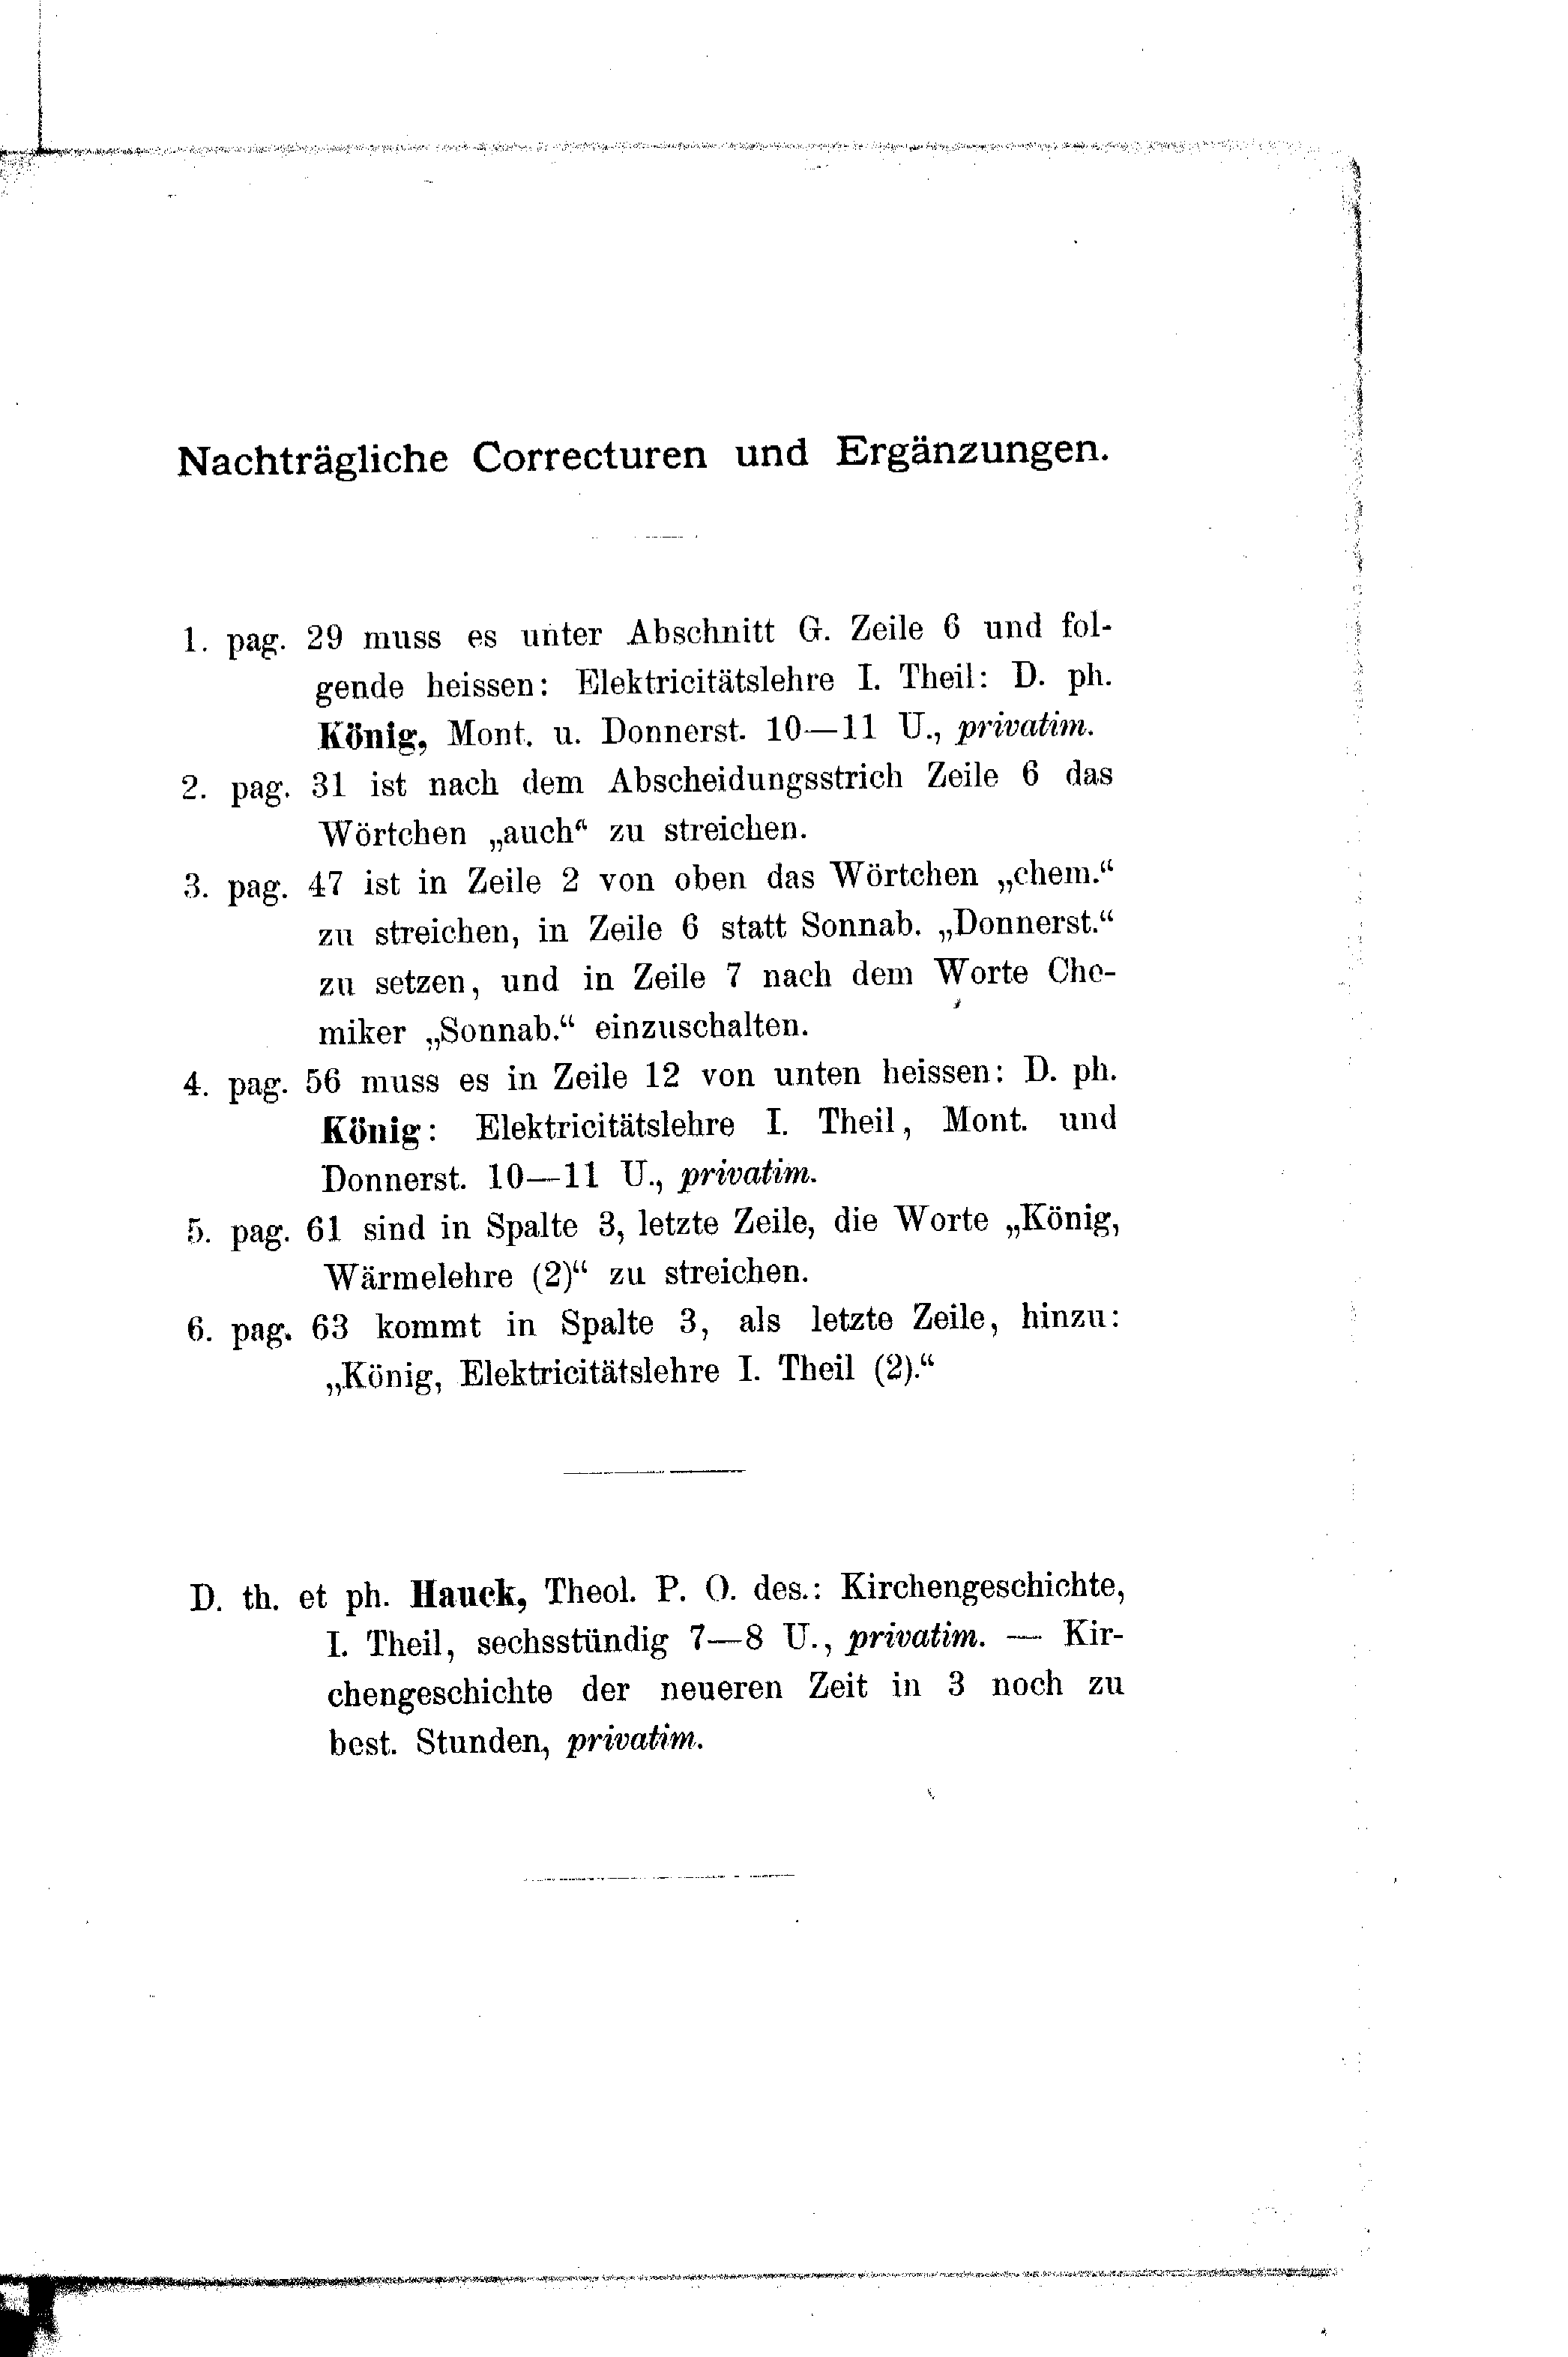 Nachträgliche Correcturen und Ergänzungen.
1. pag. 29 muss es unter Abschnitt G. Zeile 6 und fol-
gende heissen: Elektricitätslehre I. Theil: D. ph.
König, Mont. u. Donnerst. 10—11 U., privatim.
2. pag. 31 ist nach dem Abscheidungsstrich Zeile 6 das
Wörtchen „auch“ zu streichen.
3. pag. 47 ist in Zeile 2 von oben das Wörtchen „chem.“
zu streichen, in Zeile 6 statt Sonnab. „Donnerst.“
zu setzen, und in Zeile 7 nach dem Worte Che-
miker „Sonnab.“ einzuschalten.
4. pag. 56 muss es in Zeile 12 von unten heissen: D. ph.
König: Elektricitätslehre I. Theil, Mont. und
Donnerst. 10—11 U., privatim.
5. pag. 61 sind in Spalte 3, letzte Zeile, die Worte „König,
Wärmelehre (2)“ zu streichen.
6. pag. 63 kommt in Spalte 3, als letzte Zeile, hinzu:
„König, Elektricitätslehre I. Theil (2).“
D. th. et ph. Hauck, Theol. P. O. des.: Kirchengeschichte,
I. Theil, sechsstündig 7—8 U., privatim. — Kir-
chengeschichte der neueren Zeit in 3 noch zu
best. Stunden, privatim.